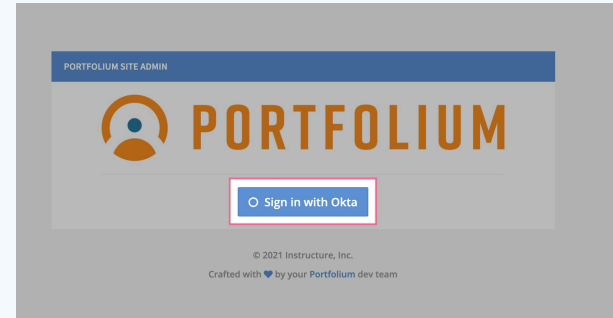 PORTFOLIUM SITE ADMIN
PORTFOLIUM
Sign in with Okta
© 2021 Instructure, Inc.
Crafted with by your Portfolium dev team